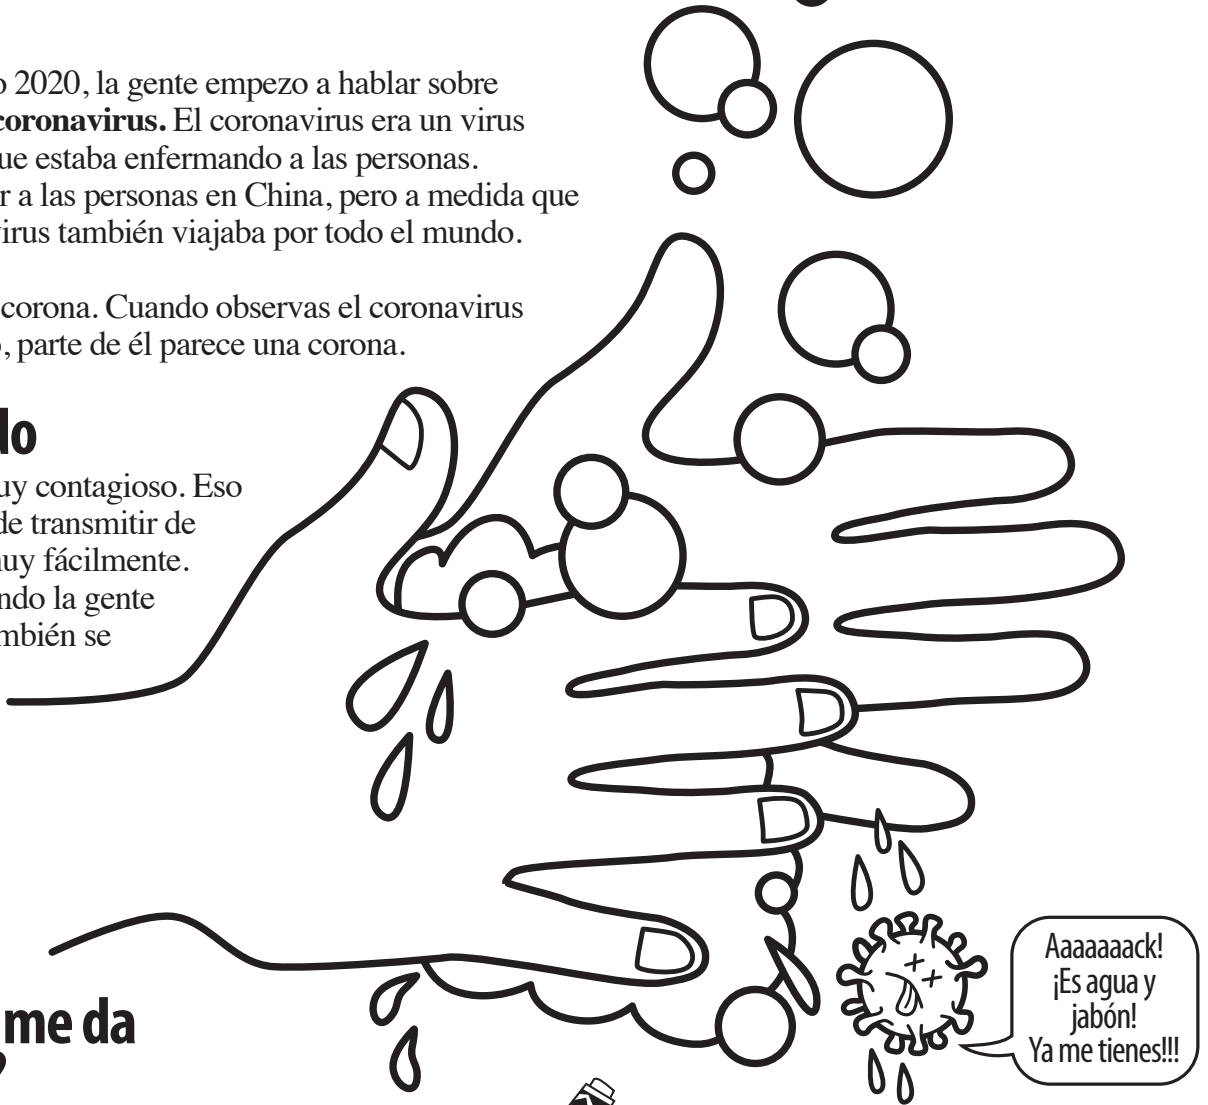 o 2020, la gente empezo a hablar sobre
coronavirus. El coronavirus era un virus
ue estaba enfermando a las personas.
r a las personas en China, pero a medida que
virus también viajaba por todo el mundo.
corona. Cuando observas el coronavirus
o, parte de él parece una corona.
do
uy contagioso. Eso
de transmitir de
muy fácilmente.
ndo la gente
mbién se
me da
?
Aaaaaaack!
¡Es agua y
jabón!
Ya me tienes!!!